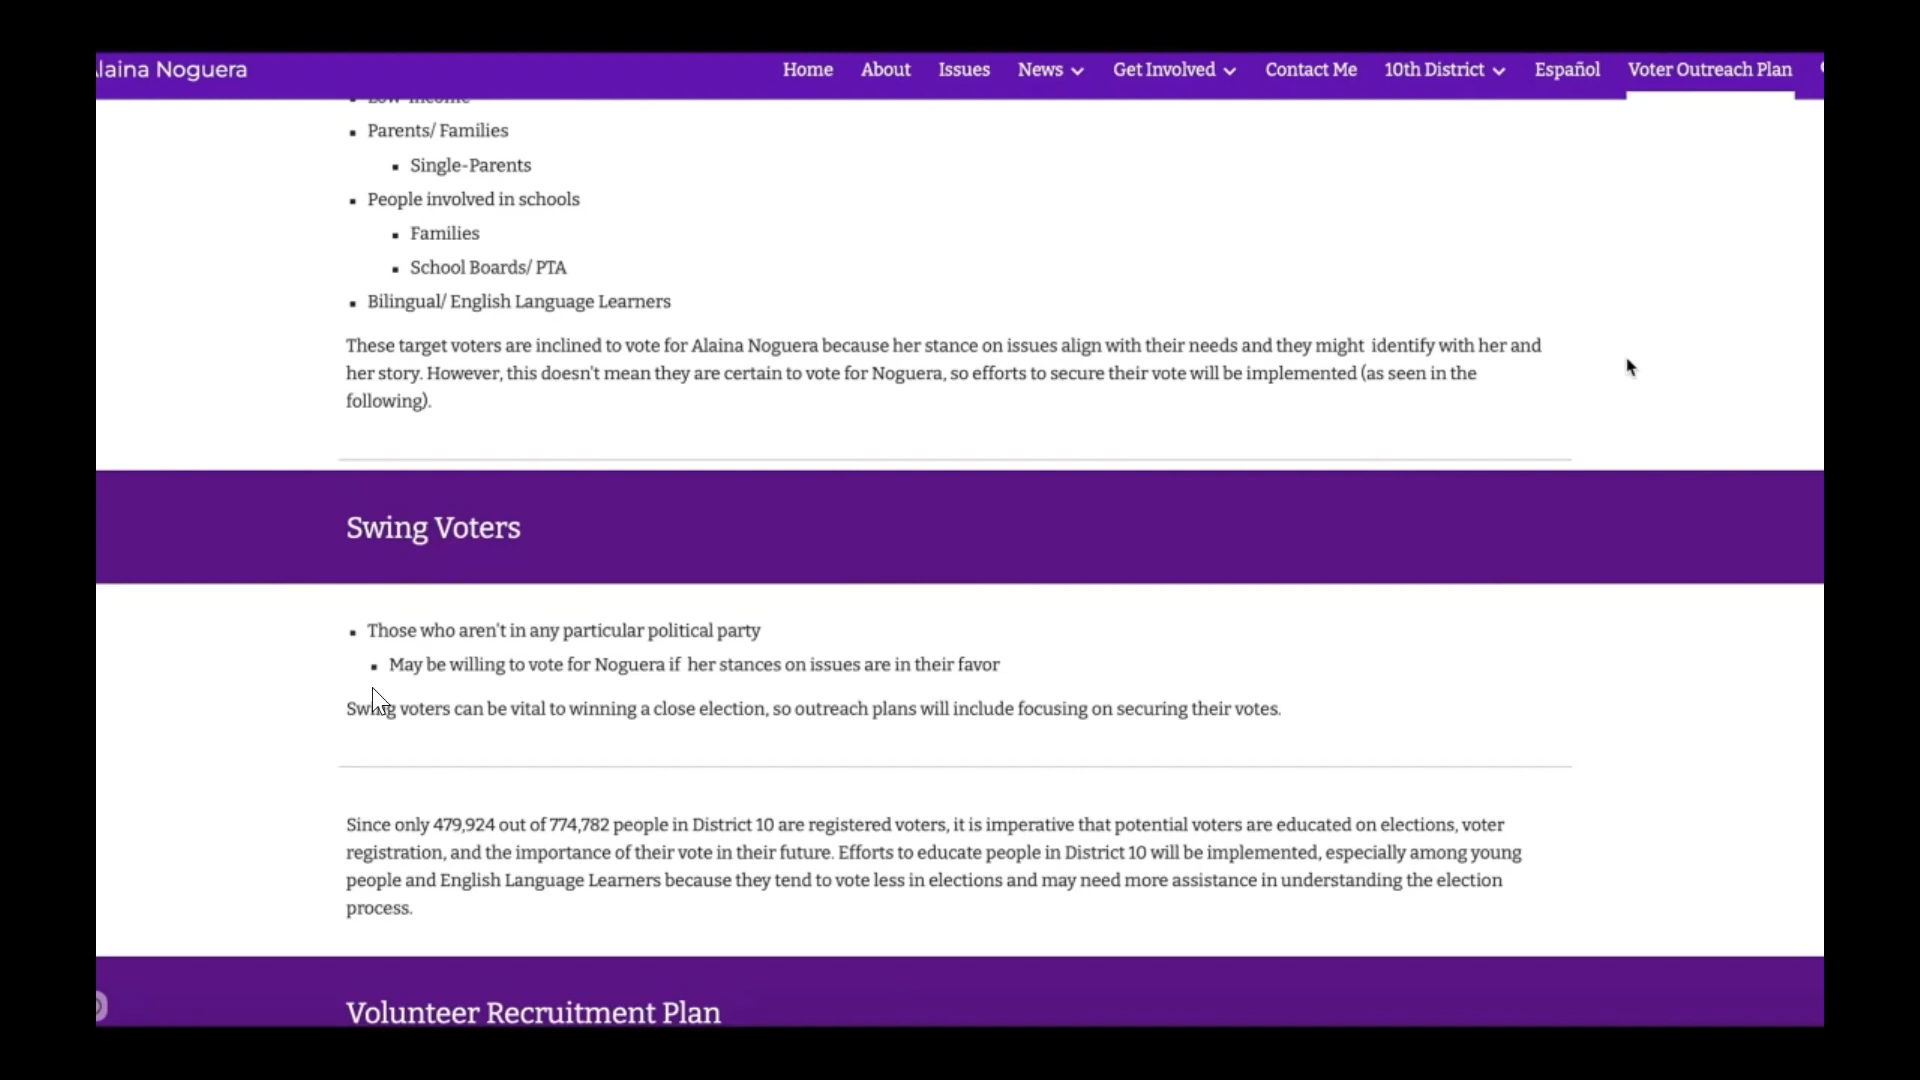 laina Noguera
Home About Issues News Get Involved Contact Me 10th District Español Voter Outreach Plan
Low-income
▪ Parents/ Families
▪ Single-Parents
▪ People involved in schools
▪ Families
▪ School Boards/ PTA
▪ Bilingual/ English Language Learners
These target voters are inclined to vote for Alaina Noguera because her stance on issues align with their needs and they might identify with her and
her story. However, this doesn't mean they are certain to vote for Noguera, so efforts to secure their vote will be implemented (as seen in the
following).
Swing Voters
▪ Those who aren't in any particular political party
▪ May be willing to vote for Noguera if her stances on issues are in their favor
Swing voters can be vital to winning a close election, so outreach plans will include focusing on securing their votes.
Since only 479,924 out of 774,782 people in District 10 are registered voters, it is imperative that potential voters are educated on elections, voter
registration, and the importance of their vote in their future. Efforts to educate people in District 10 will be implemented, especially among young
people and English Language Learners because they tend to vote less in elections and may need more assistance in understanding the election
process.
Volunteer Recruitment Plan